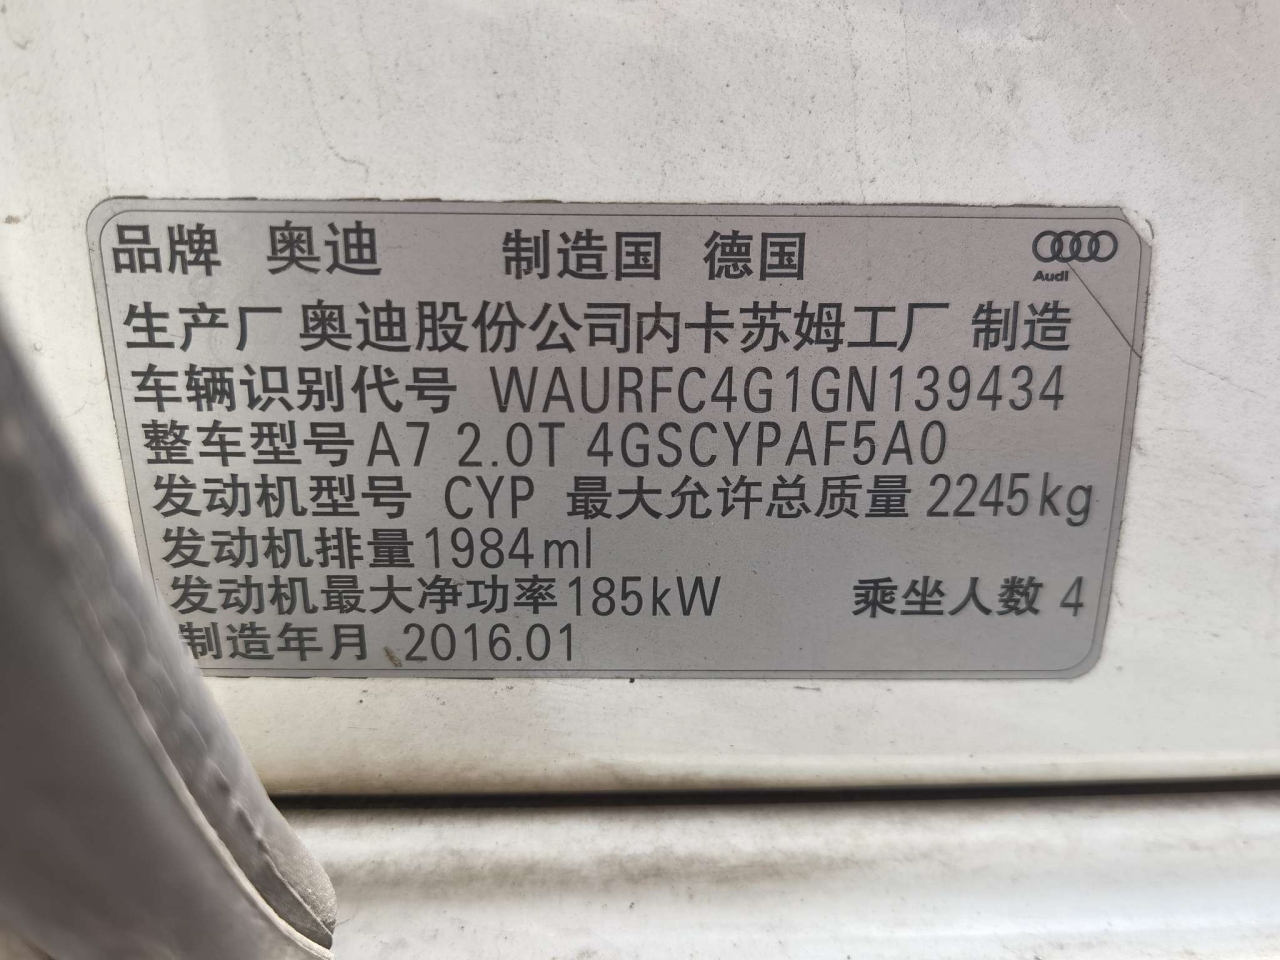 品牌 奥迪 制造国 德国
Audi
生产厂 奥迪股份公司内卡苏姆工厂 制造
车辆识别代号 WAURFC4G1GN139434
整车型号 A7 2.0T 4GSCYPAF5A0
发动机型号 CYP 最大允许总质量 2245kg
发动机排量 1984ml
发动机最大净功率 185kW 乘坐人数 4
制造年月 2016.01